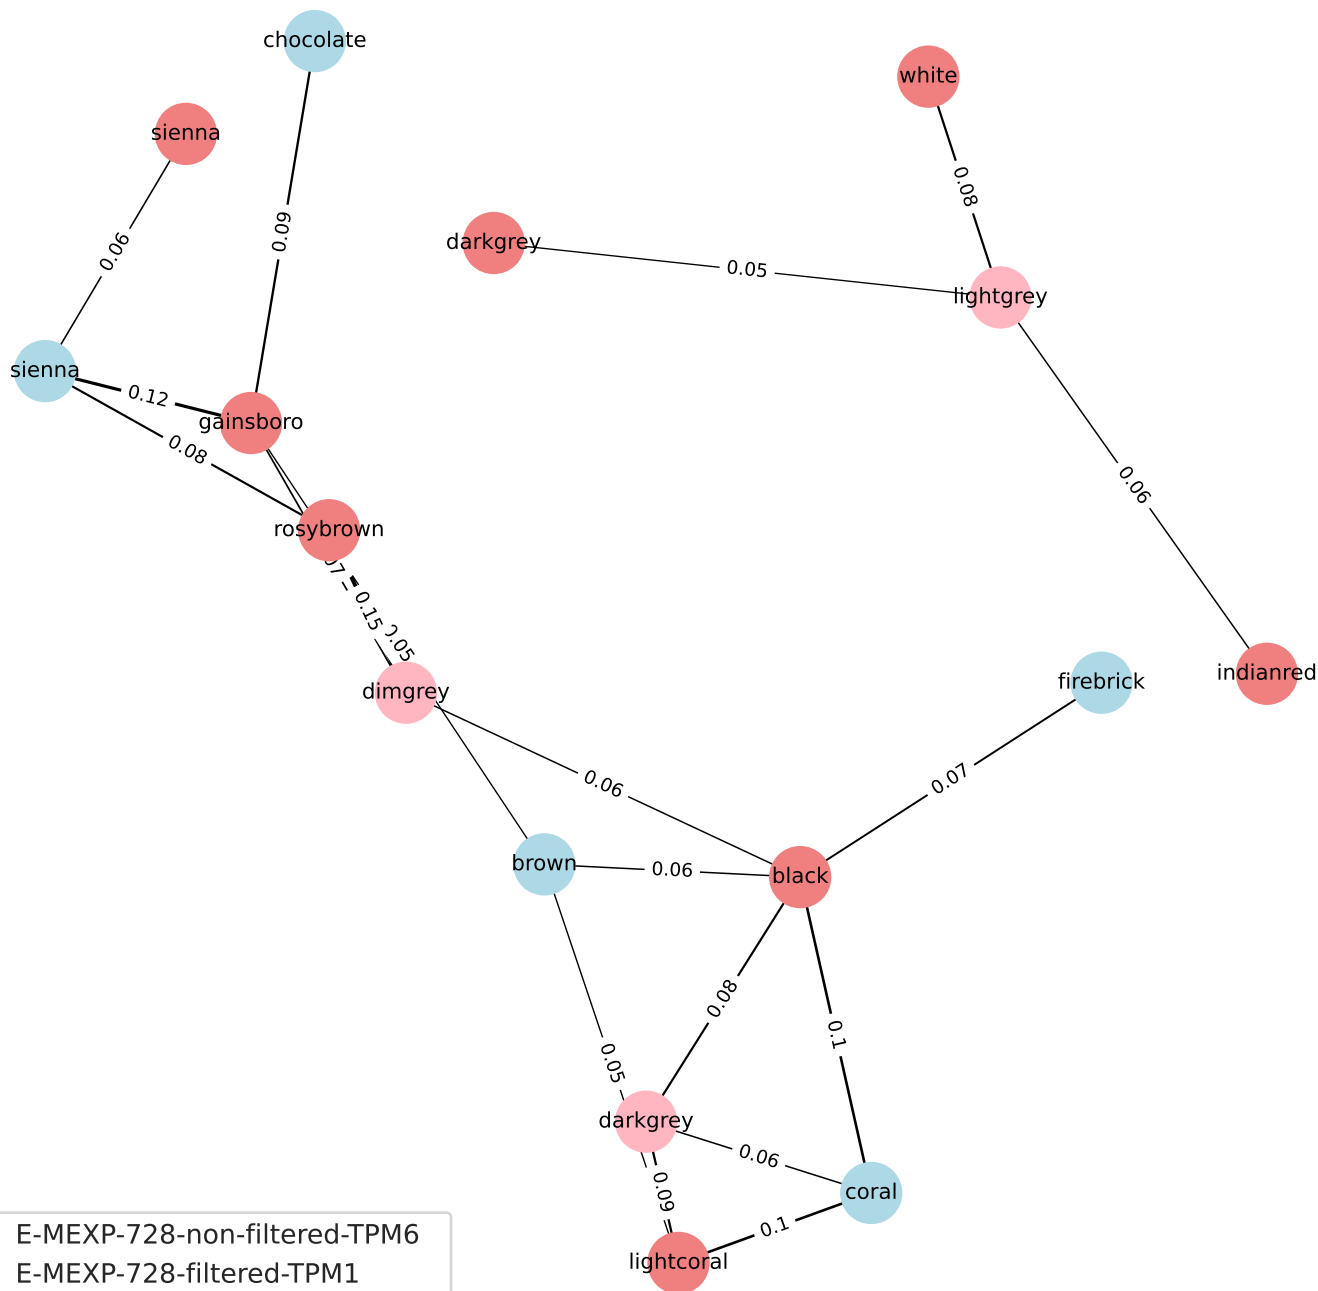 chocolate
white
sienna
0.08
0.09
darkgrey
0.05
0.06
lightgrey
sienna
0.12
gainsboro
0.08
0.06
rosybrown
0.15
dimgrey
firebrick
indianred
0.06
0.07
brown
0.06
black
0.08
0.1
0.05
darkgrey
0.06
0.09
coral
0.1
lightcoral
E-MEXP-728-non-filtered-TPM6
E-MEXP-728-filtered-TPM1